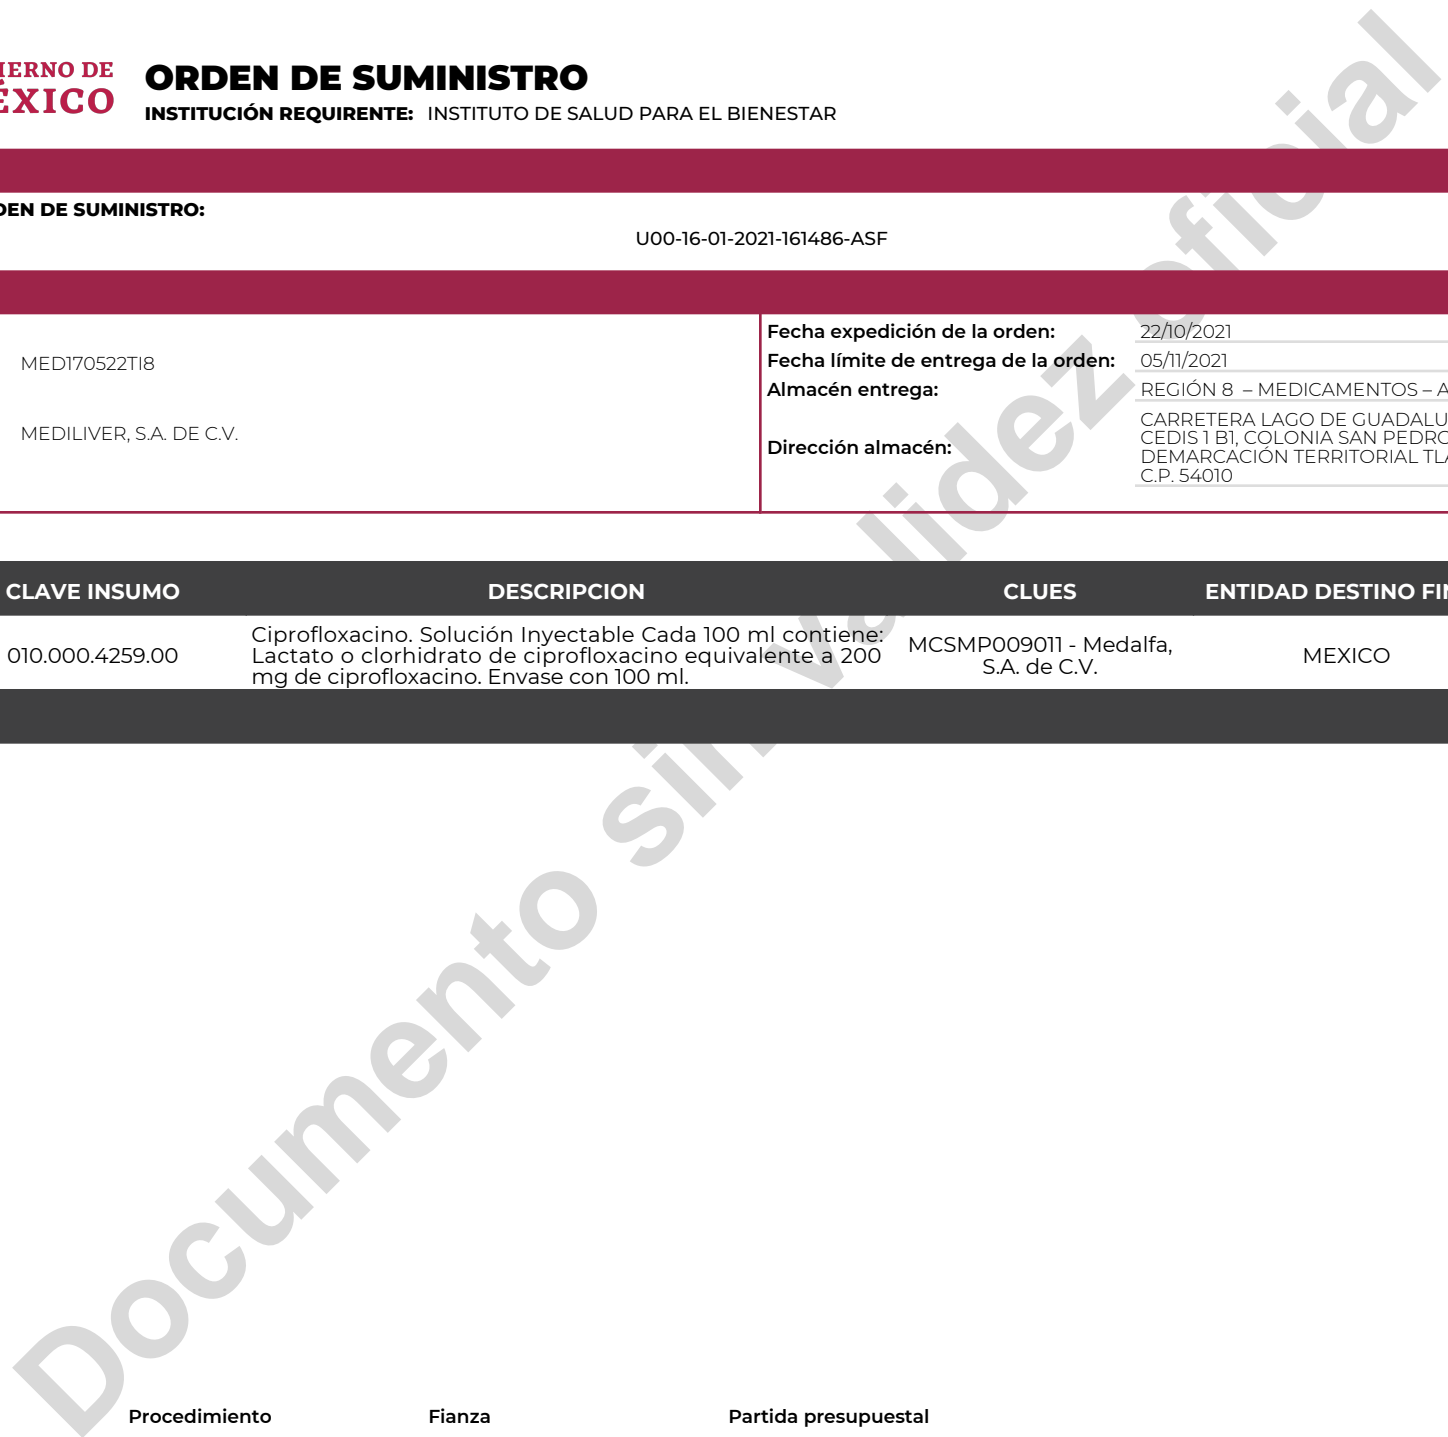 IERNO DE
ÉXICO
ORDEN DE SUMINISTRO
INSTITUCIÓN REQUIRENTE: INSTITUTO DE SALUD PARA EL BIENESTAR
DEN DE SUMINISTRO:
U00-16-01-2021-161486-ASF
MED170522TI8
MEDILIVER, S.A. DE C.V.
Fecha expedición de la orden: 22/10/2021
Fecha límite de entrega de la orden: 05/11/2021
Almacén entrega: REGIÓN 8 – MEDICAMENTOS – A
Dirección almacén:
CARRETERA LAGO DE GUADALU
CEDIS 1 B1, COLONIA SAN PEDRO
DEMARCACIÓN TERRITORIAL TLA
C.P. 54010
CLAVE INSUMO DESCRIPCION CLUES ENTIDAD DESTINO FIN
010.000.4259.00
Ciprofloxacino. Solución Inyectable Cada 100 ml contiene:
Lactato o clorhidrato de ciprofloxacino equivalente a 200
mg de ciprofloxacino. Envase con 100 ml.
MCSMP009011 - Medalfa,
S.A. de C.V.
MEXICO
Documento sin validez oficial
Procedimiento Fianza Partida presupuestal